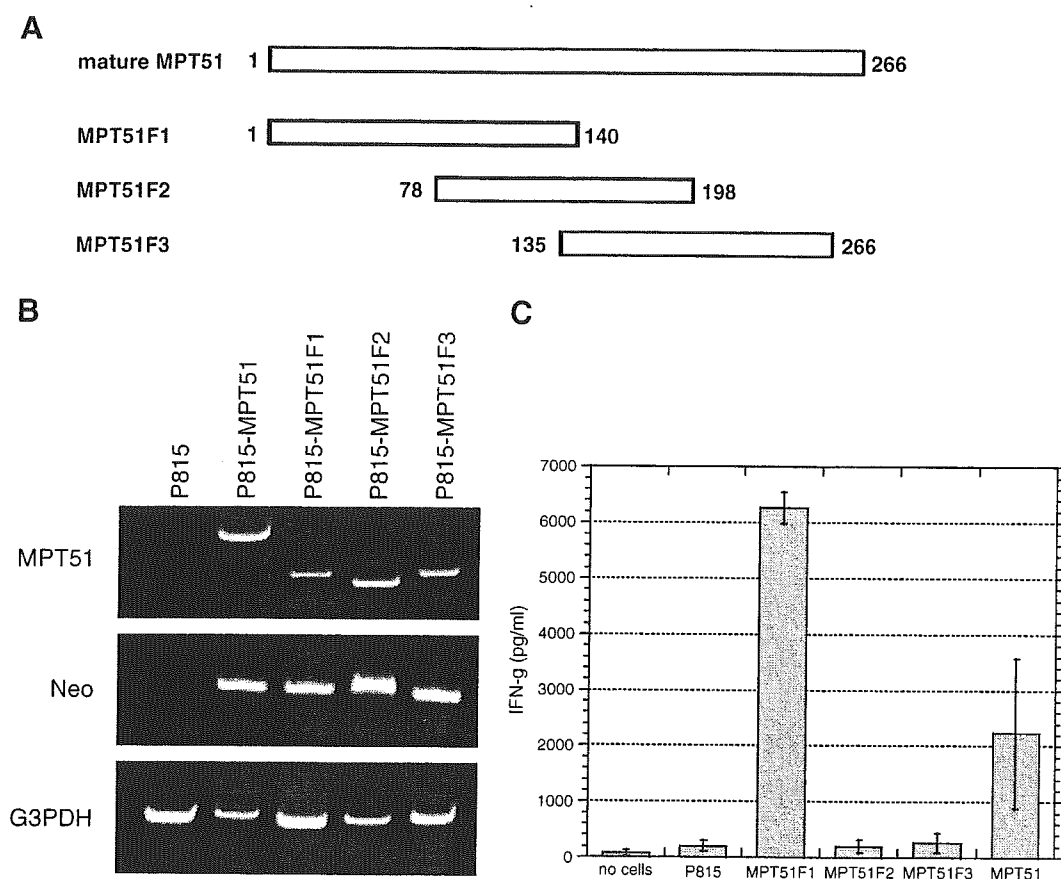 A
mature MPT51 1 266
MPT51F1 1 140
MPT51F2 78 198
MPT51F3 135 266
B
P815
P815-MPT51
P815-MPT51F1
P815-MPT51F2
P815-MPT51F3
MPT51
Neo
G3PDH
C
7000
6000
5000
4000
3000
2000
1000
0
IFN-g (pg/ml)
no cells P815 MPT51F1 MPT51F2 MPT51F3 MPT51